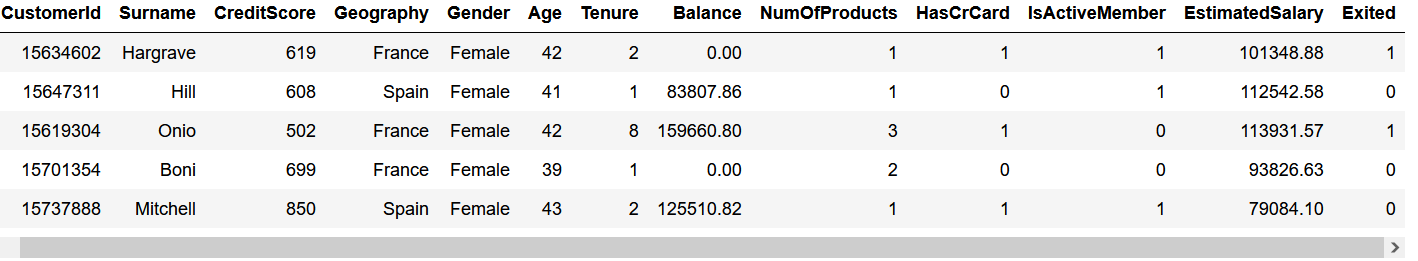 CustomerId Surname CreditScore Geography Gender Age Tenure Balance NumOfProducts HasCrCard IsActiveMember EstimatedSalary Exited
15634602 Hargrave 619 France Female 42 2 0.00 1 1 1 101348.88 1
15647311 Hill 608 Spain Female 41 1 83807.86 1 0 1 112542.58 0
15619304 Onio 502 France Female 42 8 159660.80 3 1 0 113931.57 1
15701354 Boni 699 France Female 39 1 0.00 2 0 0 93826.63 0
15737888 Mitchell 850 Spain Female 43 2 125510.82 1 1 1 79084.10 0